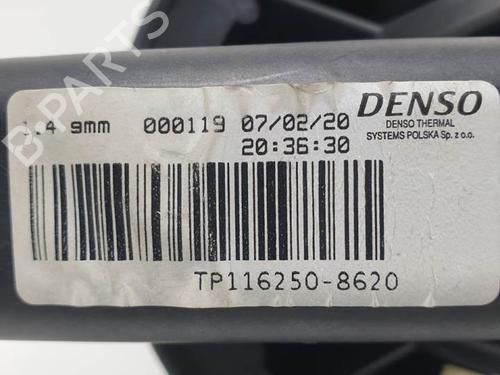 B-PARTS
1.4 9mm 000119 07/02/20
20:36:30
DENSO
DENSO THERMAL
SYSTEMS POLSKA Sp. z o.o.
TP116250-8620